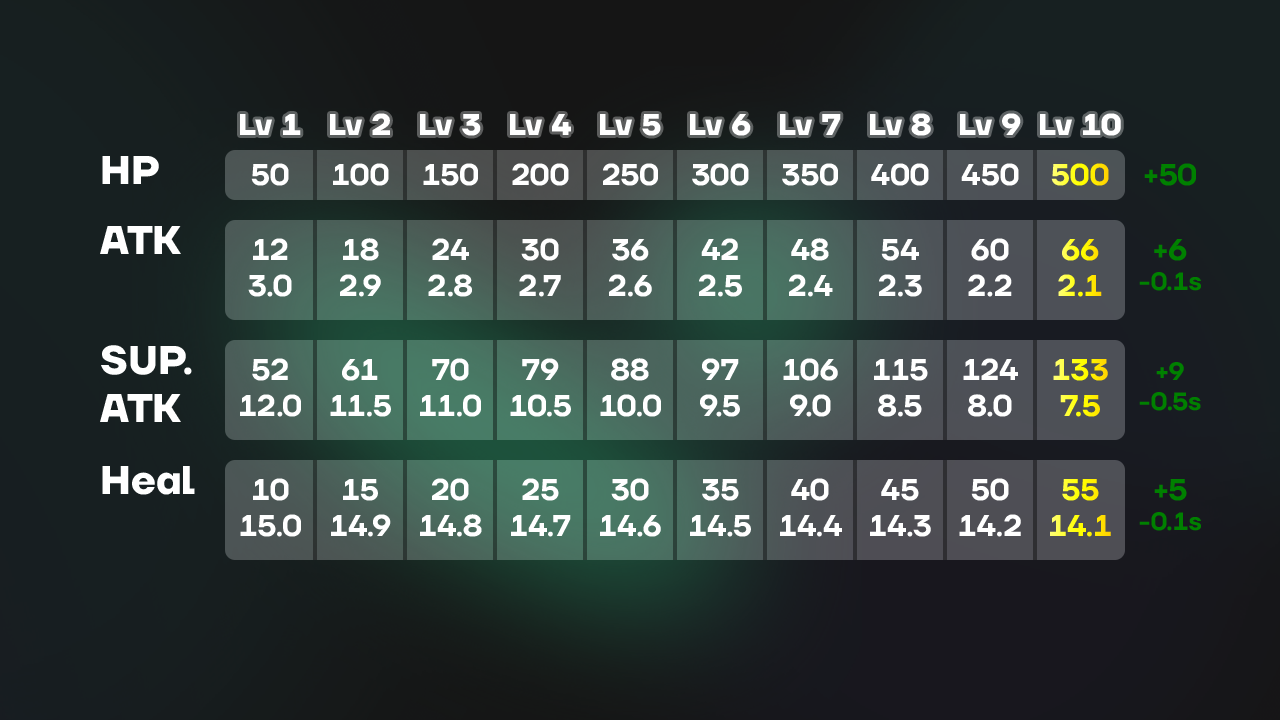 Lv 1 Lv 2 Lv 3 Lv 4 Lv 5 Lv 6 Lv 7 Lv 8 Lv 9 Lv 10
HP 50 100 150 200 250 300 350 400 450 500 +50
ATK 12 18 24 30 36 42 48 54 60 66 +6
3.0 2.9 2.8 2.7 2.6 2.5 2.4 2.3 2.2 2.1 -0.1s
SUP. 52 61 70 79 88 97 106 115 124 133 +9
ATK 12.0 11.5 11.0 10.5 10.0 9.5 9.0 8.5 8.0 7.5 -0.5s
Heal 10 15 20 25 30 35 40 45 50 55 +5
15.0 14.9 14.8 14.7 14.6 14.5 14.4 14.3 14.2 14.1 -0.1s